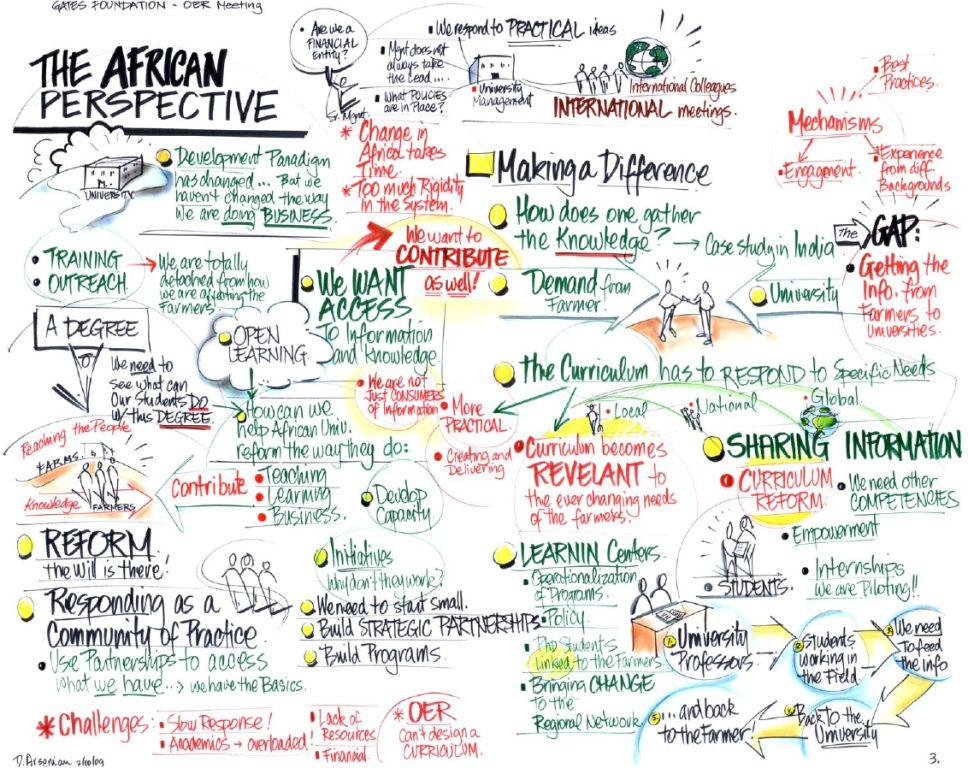 GATES FOUNDATION - OER Meeting
THE AFRICAN
PERSPECTIVE
Are we a
FINANCIAL
Entity?
Sr. Mgmt.
• We respond to PRACTICAL ideas
• Mgmt does not
always take
the lead....
• What POLICIES
are in Place?
• University
Management
International Colleagues
INTERNATIONAL meetings.
* Change in
Africa takes
Time.
* Too much Rigidity
in the System.
• Best
Practices.
Mechamisms
• Engagement.
• Experience
from diff.
Backgrounds
UNIVERSITY
Development Paradigm
has changed... But we
haven't changed the way
we are doing BUSINESS.
• TRAINING
• OUTREACH
We are totally
detached from how
we are affecting the
Farmers.
We want to
CONTRIBUTE
as well!
WE WANT
ACCESS
To Information
and knowledge.
OPEN
LEARNING
A DEGREE
We need to
see what can
Our Students DO
w/ this DEGREE.
• We are not
Just CONSUMERS
of Information
• More
PRACTICAL.
• Creating and
Delivering
• How can we
help African Univ.
reform the way they do:
• Teaching
• Learning
• Business.
Contribute
• Develop
Capacity
Reaching the People
FARMS
Knowledge
FARMERS
Making a Difference
How does one gather
the Knowledge? → Case study in India
The GAP:
• Getting the
Info. from
Farmers to
Universities.
Demand from
Farmer.
University
The Curriculum has to RESPOND to Specific Needs
• Local
• National
• Global.
• Curriculum becomes
REVELANT to
the ever changing needs
of the farmers!
SHARING INFORMATION
• CURRICULUM
REFORM.
• We need other
COMPETENCIES
• Empowerment
• Internships
We are Piloting!!
• STUDENTS
REFORM
the Will is there!
Responding as a
Community of Practice
• Use Partnerships to access
what we have...> we have the Basics.
Initiatives
Why don't they work?
We need to start Small.
Build STRATEGIC PARTNERSHIPS
Build Programs.
LEARNIN Centers
• Operationalization
of Programs.
• Policy
• PhD Students
Linked to the Farmers
• Bringing CHANGE
to the
Regional Network
1. University
Professors
2. Students
working in
the Field
3. We need
To feed
the info
4. Back to the
University
5. ...and back
to the Farmer!
* Challenges:
• Slow Response!
• Academics → overloaded!
• Lack of
Resources
• Financial
* OER
Can't design a
CURRICULUM.
D. Arsenian 2/10/09
3.